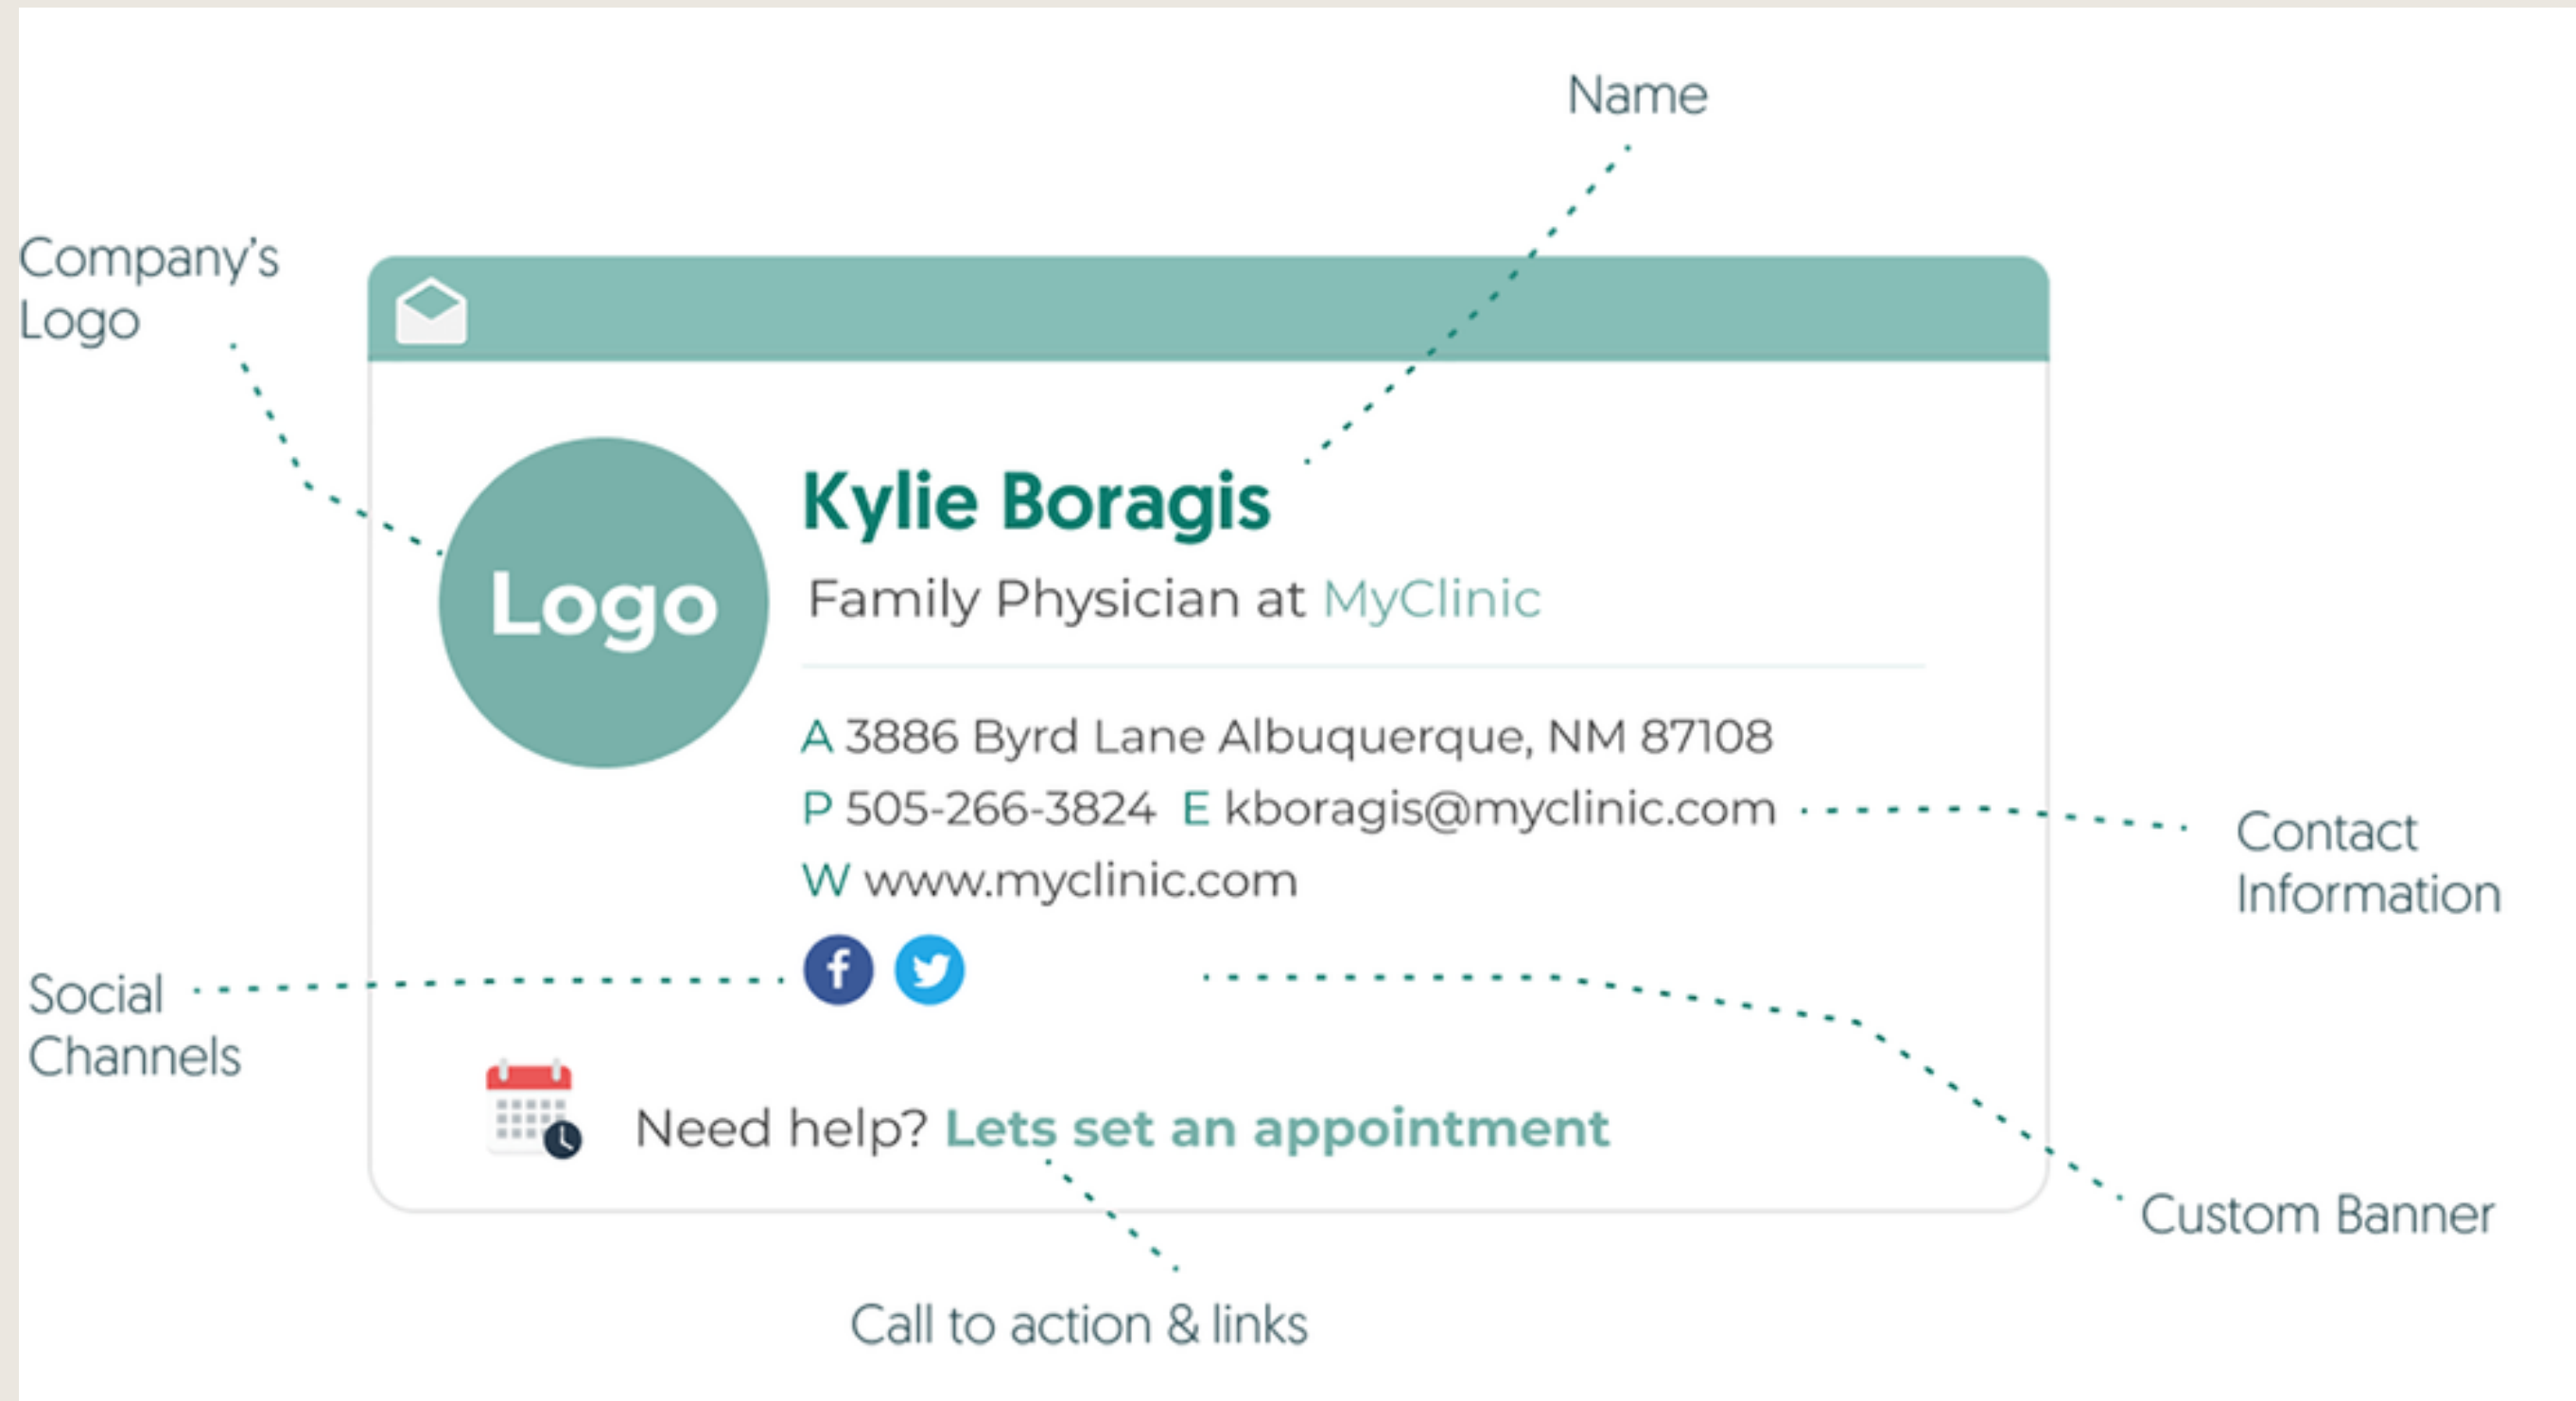 Name
Company's
Logo
Logo
Kylie Boragis
Family Physician at MyClinic
A 3886 Byrd Lane Albuquerque, NM 87108
P 505-266-3824 E kboragis@myclinic.com
W www.myclinic.com
Contact
Information
Social
Channels
f
Need help? Lets set an appointment
Custom Banner
Call to action & links